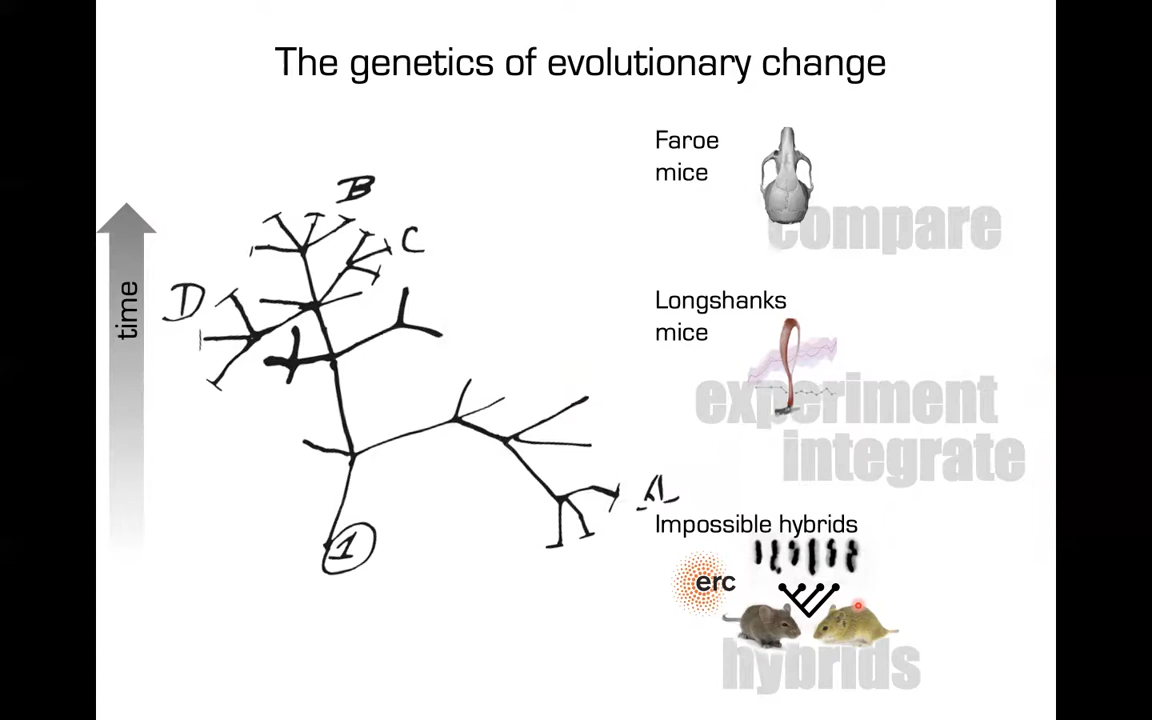 The genetics of evolutionary change
Faroe
mice
compare
B
C
D
time
Longshanks
mice
experiment
integrate
A
1
Impossible hybrids
erc
hybrids